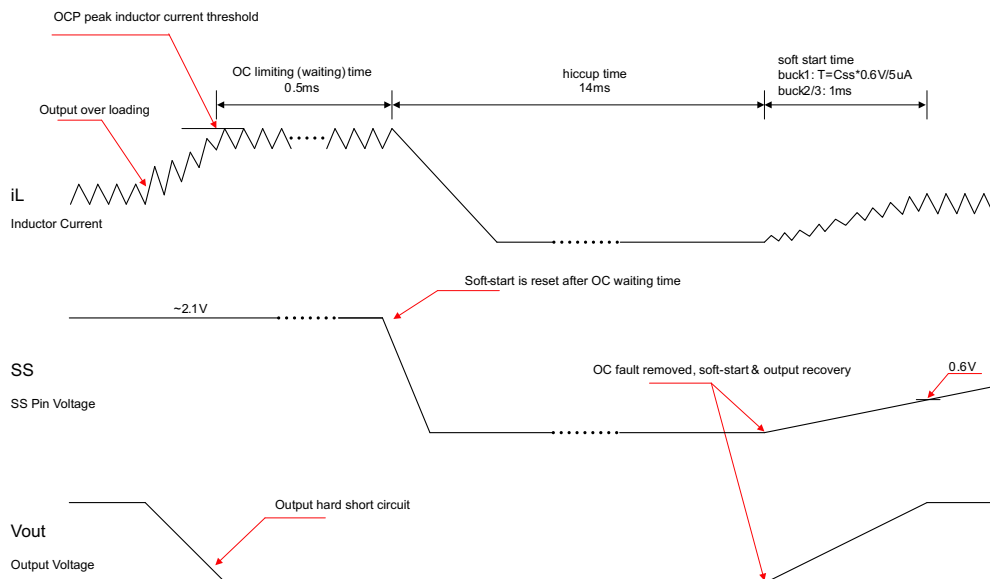 OCP peak inductor current threshold
OC limiting (waiting) time
0.5ms
hiccup time
14ms
soft start time
buck1: T=Css*0.6V/5uA
buck2/3: 1ms
Output over loading
iL
Inductor Current
Soft-start is reset after OC waiting time
~2.1V
SS
SS Pin Voltage
OC fault removed, soft-start & output recovery
0.6V
Output hard short circuit
Vout
Output Voltage